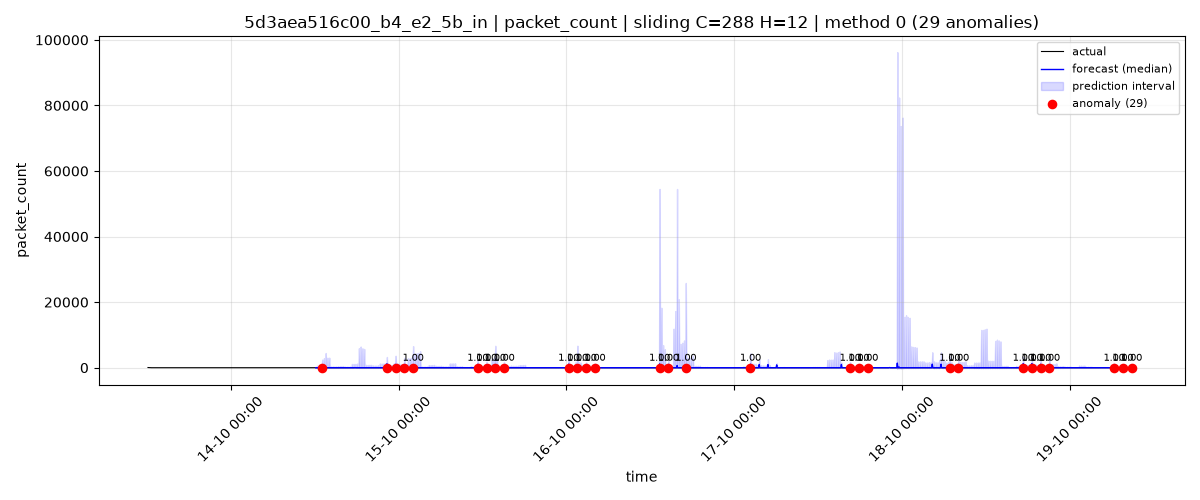 5d3aea516c00_b4_e2_5b_in | packet_count | sliding C=288 H=12 | method 0 (29 anomalies)
packet_count
100000
80000
60000
40000
20000
0
actual
forecast (median)
prediction interval
anomaly (29)
1.00
1.00
1.00
14-10 00:00
15-10 00:00
16-10 00:00
17-10 00:00
18-10 00:00
19-10 00:00
time